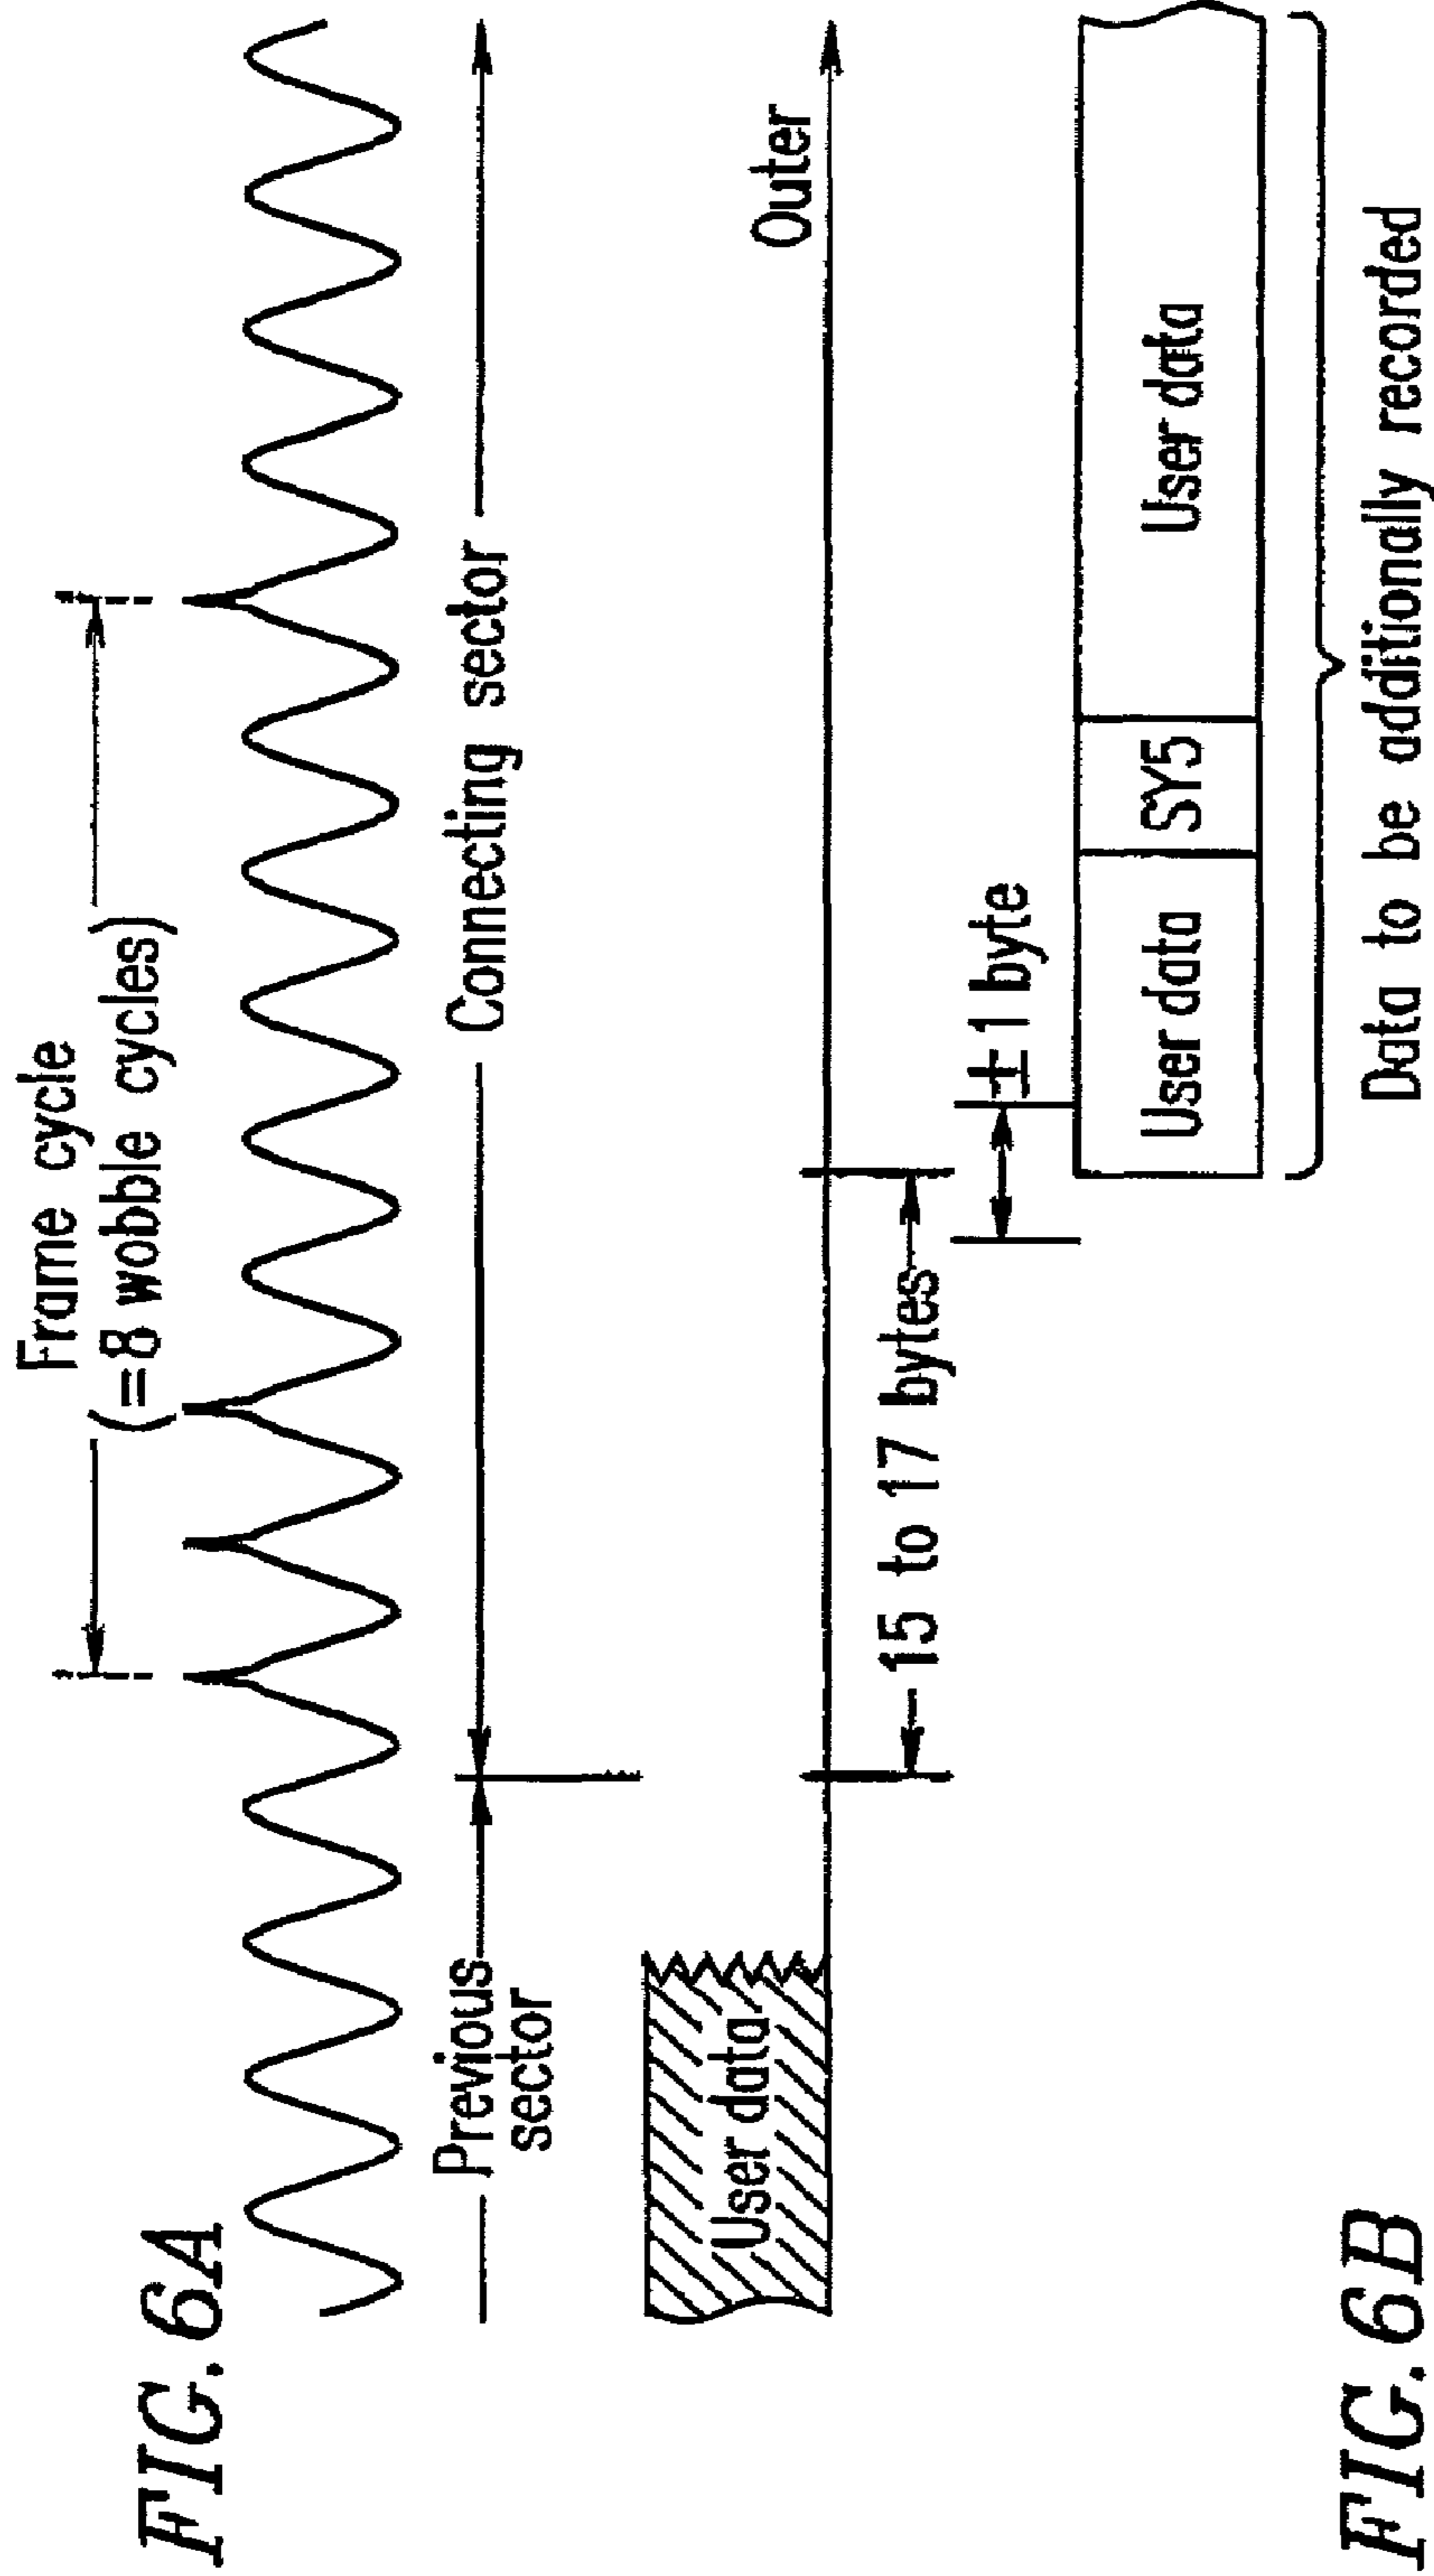 FIG. 6A
Frame cycle
(=8 wobble cycles)
Previous
sector
Connecting sector
User data
Outer
15 to 17 bytes
±1 byte
User data
SY5
User data
Data to be additionally recorded
FIG. 6B